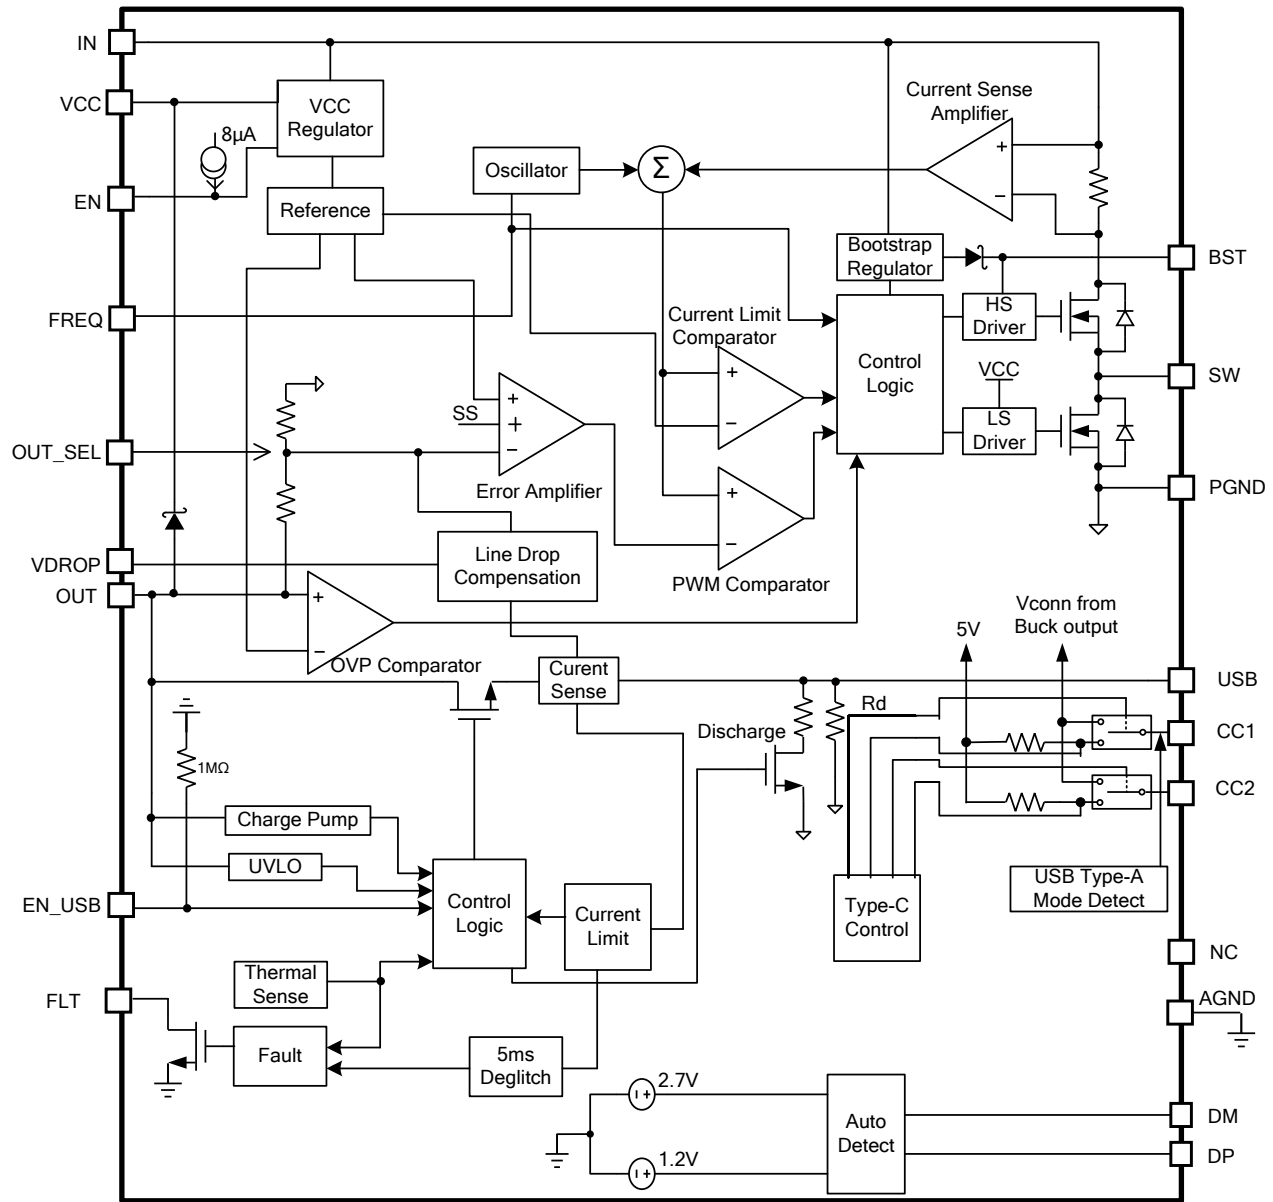 IN
VCC
VCC
Regulator
8µA
EN
Reference
Oscillator
Σ
Current Sense
Amplifier
+
−
Bootstrap
Regulator
BST
FREQ
Current Limit
Comparator
HS
Driver
Control
Logic
VCC
SW
LS
Driver
+
−
SS
+
+
−
OUT_SEL
Error Amplifier
PGND
+
−
PWM Comparator
VDROP
Line Drop
Compensation
OUT
+
−
OVP Comparator
Vconn from
Buck output
5V
Curent
Sense
USB
Rd
Discharge
CC1
1MΩ
CC2
Charge Pump
UVLO
EN_USB
Control
Logic
Current
Limit
Type-C
Control
USB Type-A
Mode Detect
NC
Thermal
Sense
AGND
FLT
Fault
5ms
Deglitch
2.7V
Auto
Detect
DM
DP
1.2V